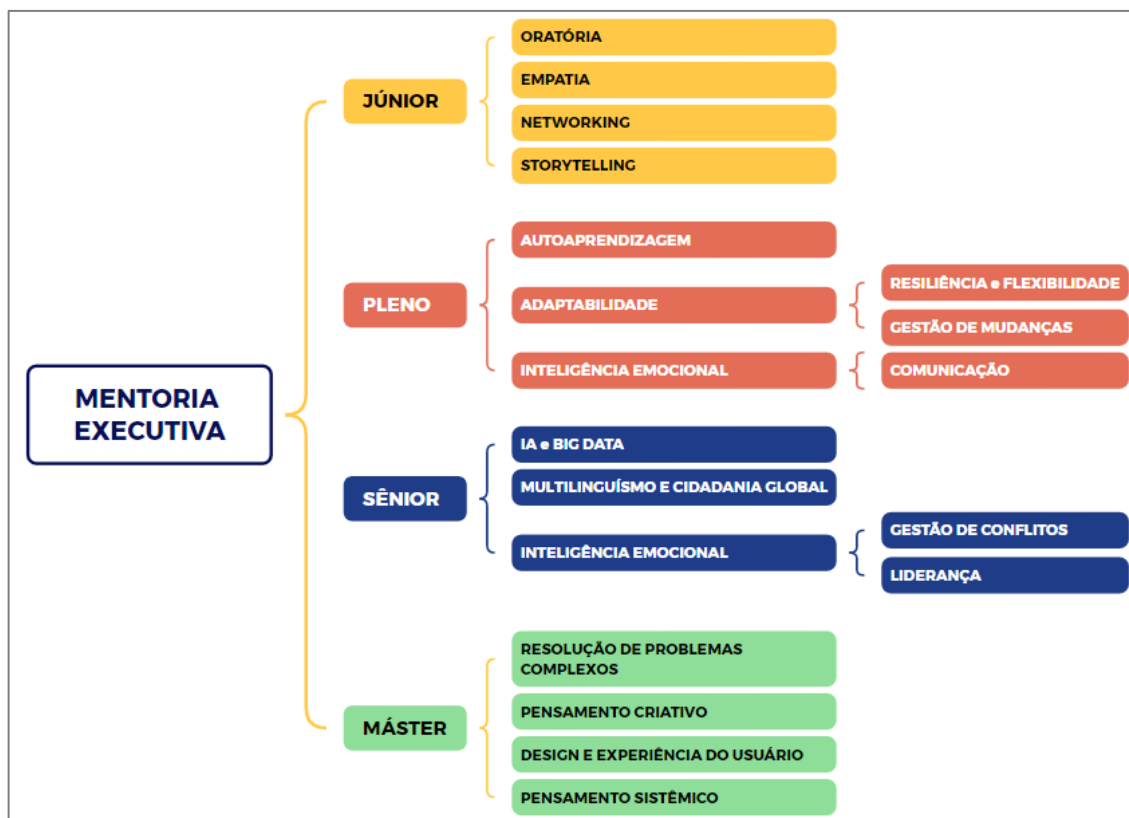 MENTORIA
EXECUTIVA
JÚNIOR
ORATÓRIA
EMPATIA
NETWORKING
STORYTELLING
PLENO
AUTOAPRENDIZAGEM
ADAPTABILIDADE
RESILIÊNCIA e FLEXIBILIDADE
GESTÃO DE MUDANÇAS
INTELIGÊNCIA EMOCIONAL
COMUNICAÇÃO
SÊNIOR
IA e BIG DATA
MULTILINGUÍSMO E CIDADANIA GLOBAL
INTELIGÊNCIA EMOCIONAL
GESTÃO DE CONFLITOS
LIDERANÇA
MÁSTER
RESOLUÇÃO DE PROBLEMAS
COMPLEXOS
PENSAMENTO CRIATIVO
DESIGN E EXPERIÊNCIA DO USUÁRIO
PENSAMENTO SISTÊMICO